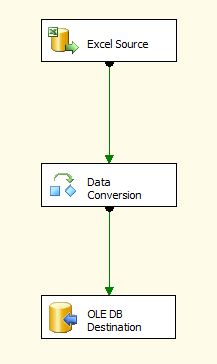 Excel Source
Data
Conversion
OLE DB
Destination